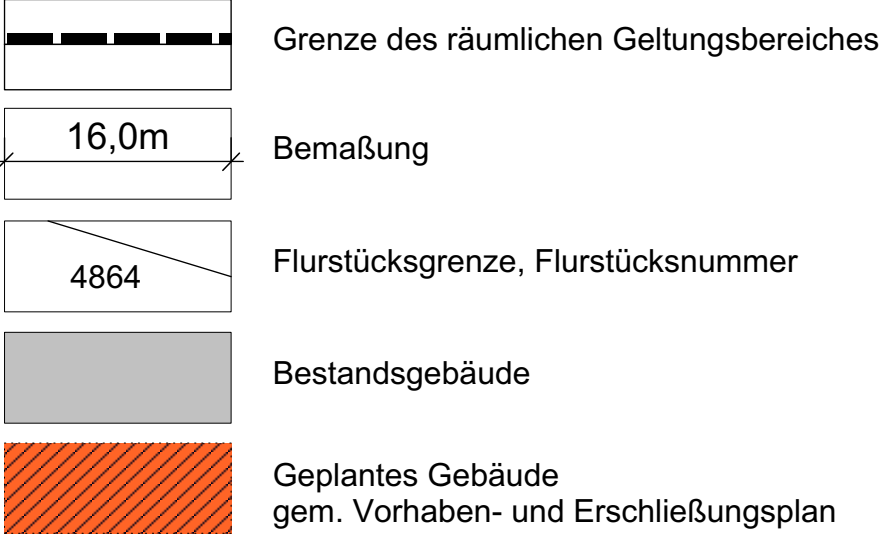 Grenze des räumlichen Geltungsbereiches
16,0m
Bemaßung
4864
Flurstücksgrenze, Flurstücksnummer
Bestandsgebäude
Geplantes Gebäude
gem. Vorhaben- und Erschließungsplan